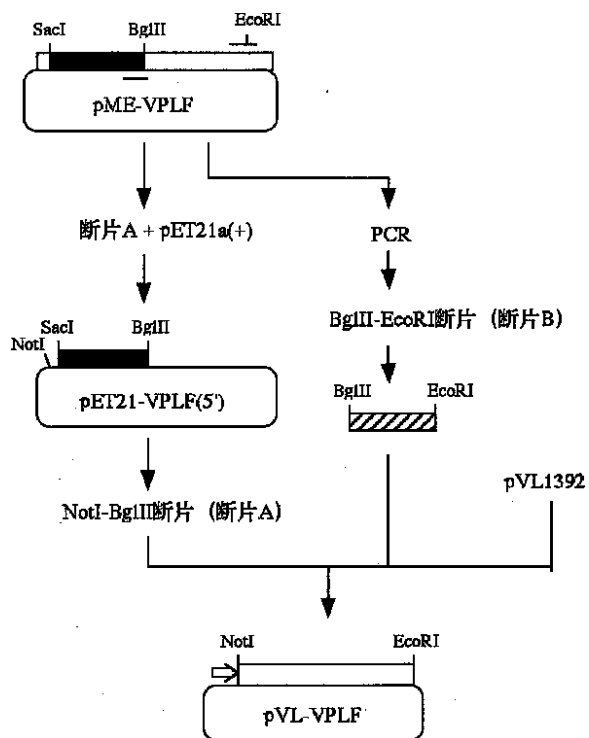 EcoRI
SacI
BglII
pME-VPLF
断片A + pET21a(+)
PCR
SacI
BglII
NotI
BglII-EcoRI断片（断片B）
pET21-VPLF(5')
BglII
EcoRI
pVL1392
NotI-BglII断片（断片A）
NotI
EcoRI
pVL-VPLF